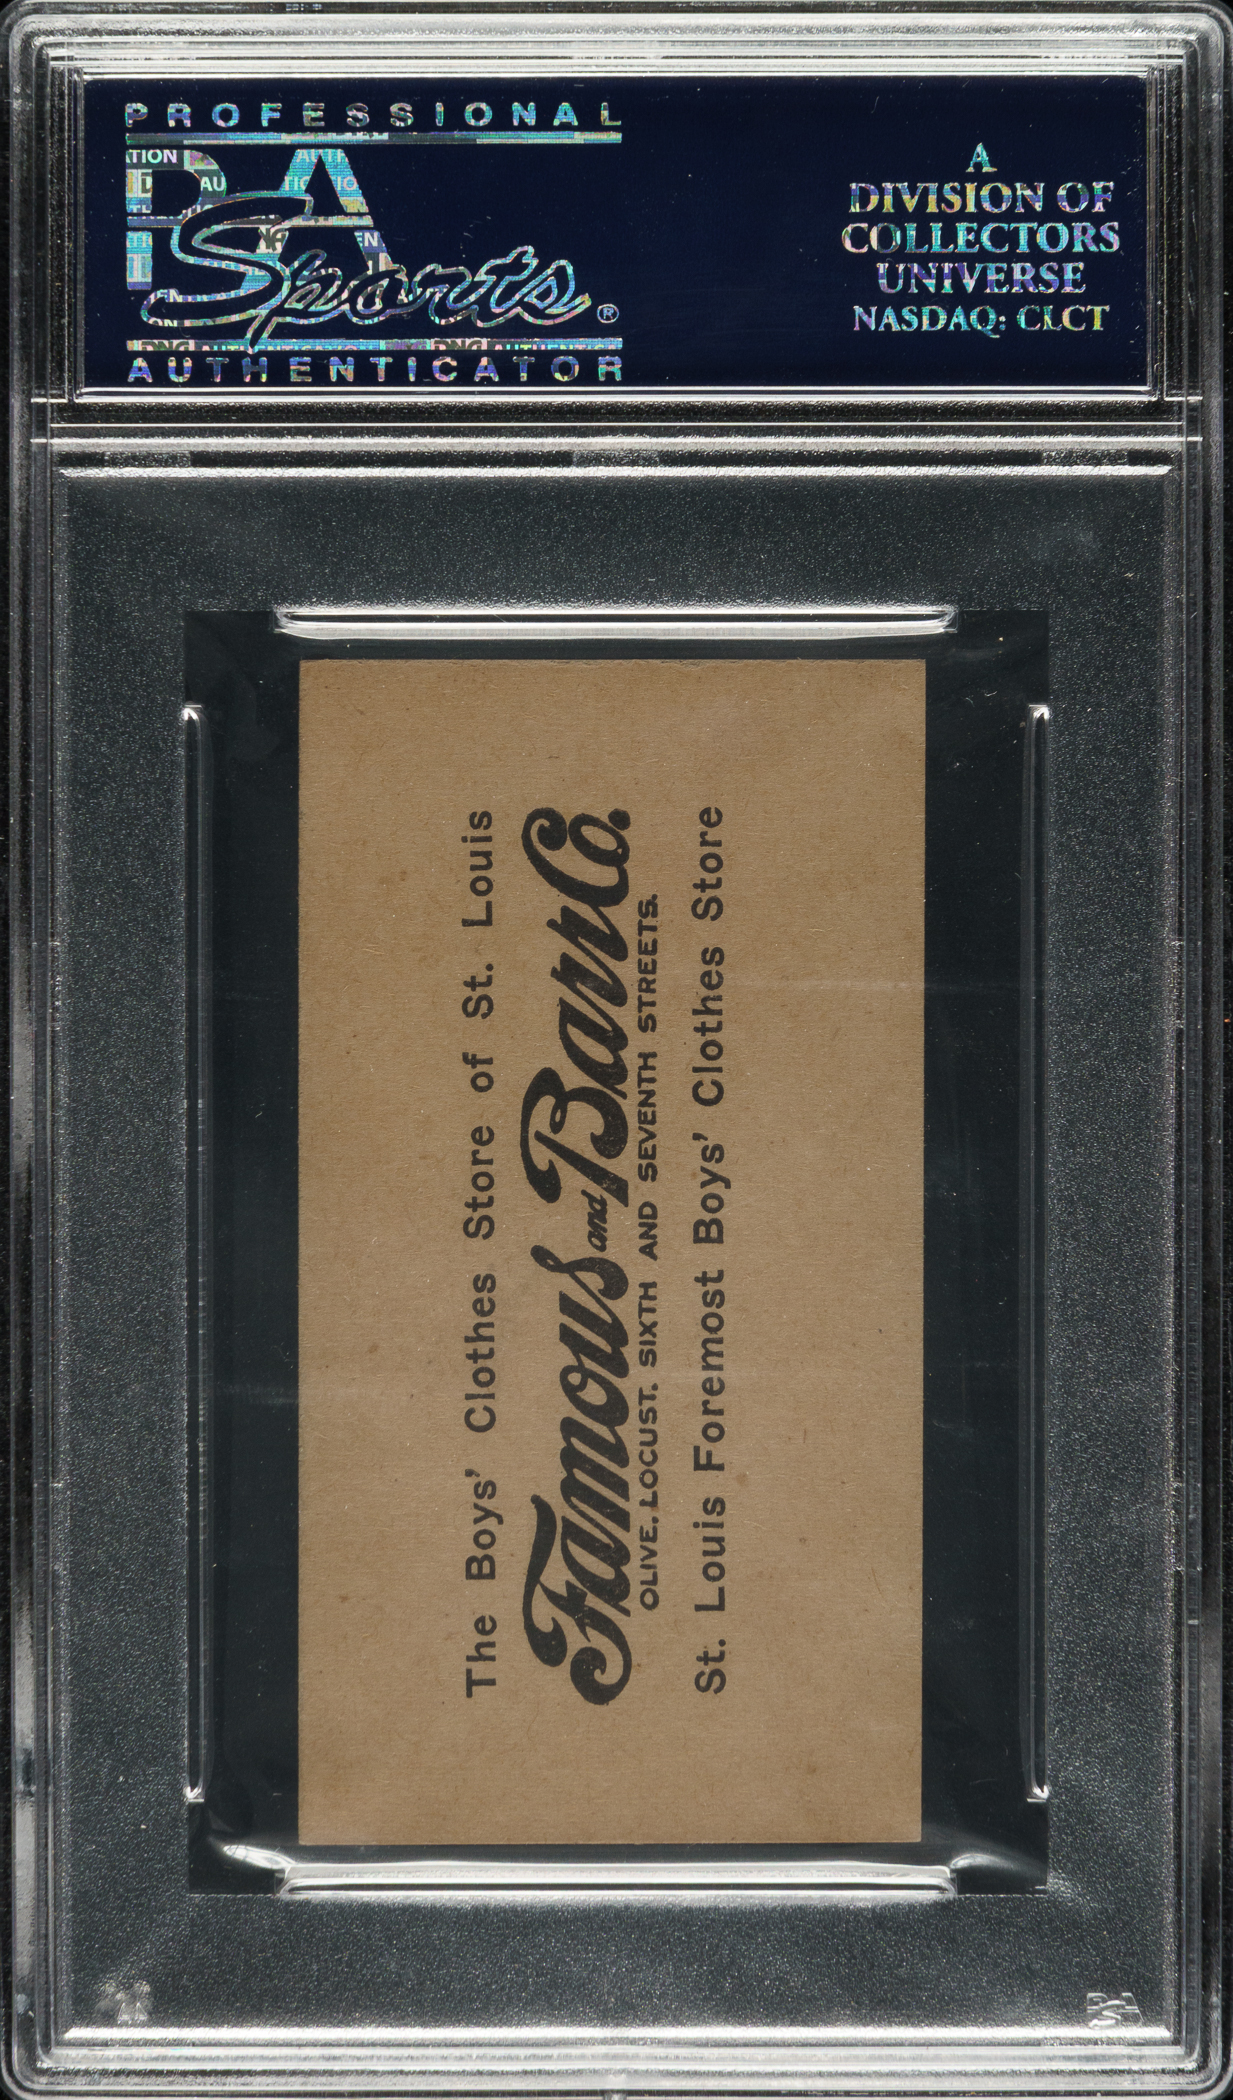 PROFESSIONAL
PSA
Sports®
AUTHENTICATOR
A
DIVISION OF
COLLECTORS
UNIVERSE
NASDAQ: CLCT
The Boys' Clothes Store of St. Louis
Famous and Barr Co.
OLIVE, LOCUST, SIXTH AND SEVENTH STREETS.
St. Louis Foremost Boys' Clothes Store
PSA